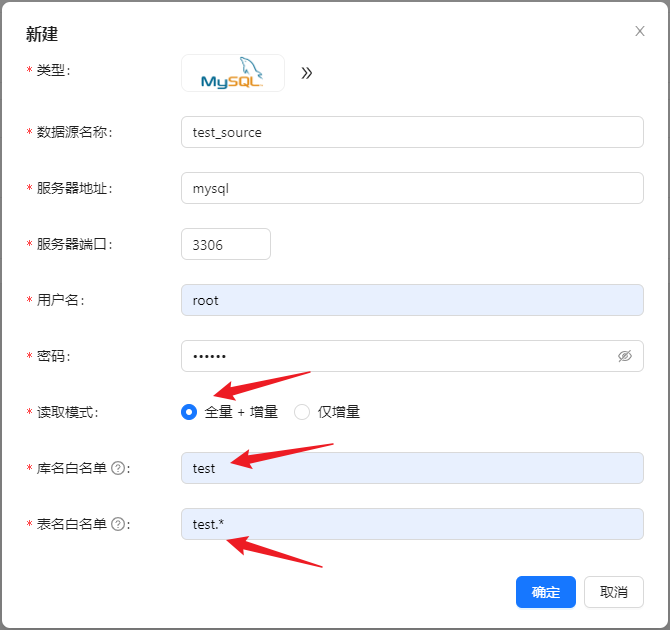 新建
* 类型:
MySQL
* 数据源名称:
test_source
* 服务器地址:
mysql
* 服务器端口:
3306
* 用户名:
root
* 密码:
••••••
* 读取模式:
全量 + 增量
仅增量
* 库名白名单 ?:
test
* 表名白名单 ?:
test.*
确定
取消